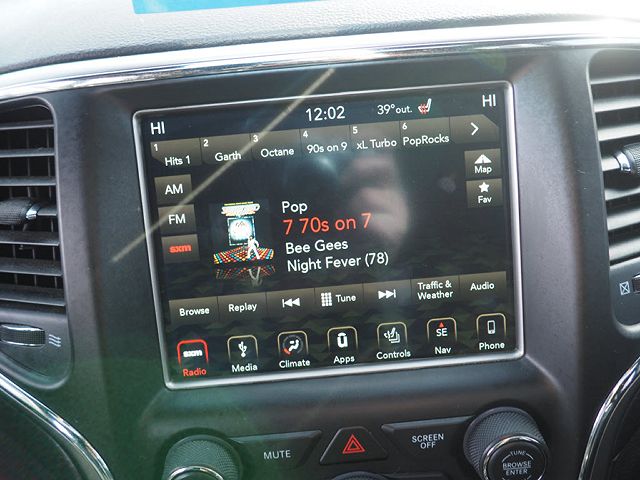 HI 12:02 39° out. HI
1 Hits 1 2 Garth 3 Octane 4 90s on 9 5 xL Turbo 6 PopRocks
AM
Map
FM
Fav
sxm
Pop
7 70s on 7
Bee Gees
Night Fever (78)
Browse Replay Tune Traffic & Weather Audio
sxm SE
Radio Media Climate Apps Controls Nav Phone
MUTE SCREEN OFF
TUNE
BROWSE
ENTER